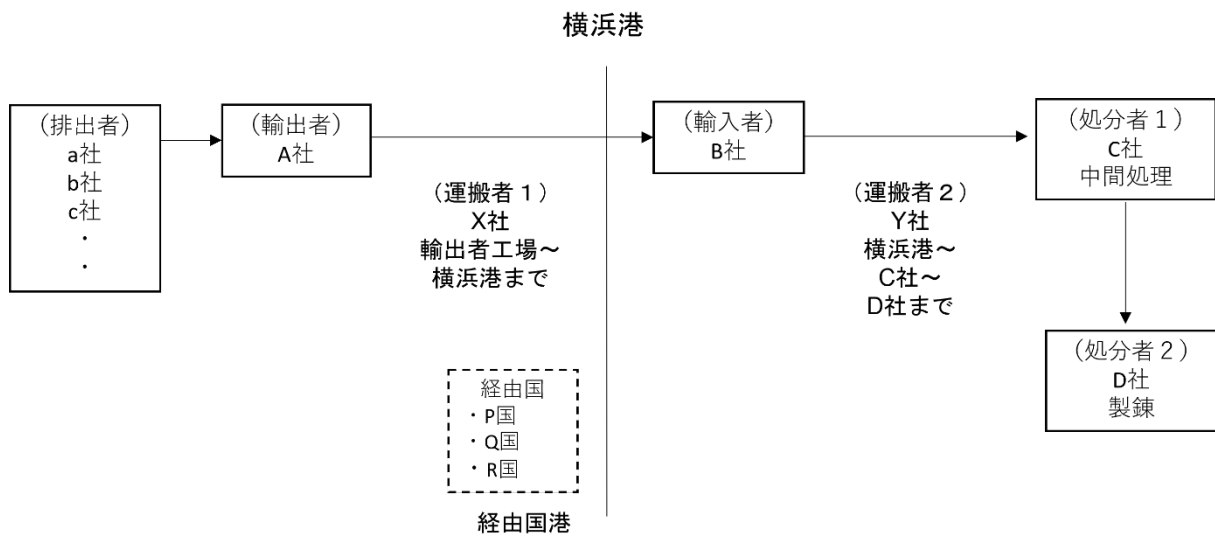 横浜港
（排出者）
a社
b社
c社
・
・
（輸出者）
A社
（輸入者）
B社
（処分者１）
C社
中間処理
（運搬者１）
X社
輸出者工場～
横浜港まで
（運搬者２）
Y社
横浜港～
C社～
D社まで
（処分者２）
D社
製錬
経由国
・P国
・Q国
・R国
経由国港